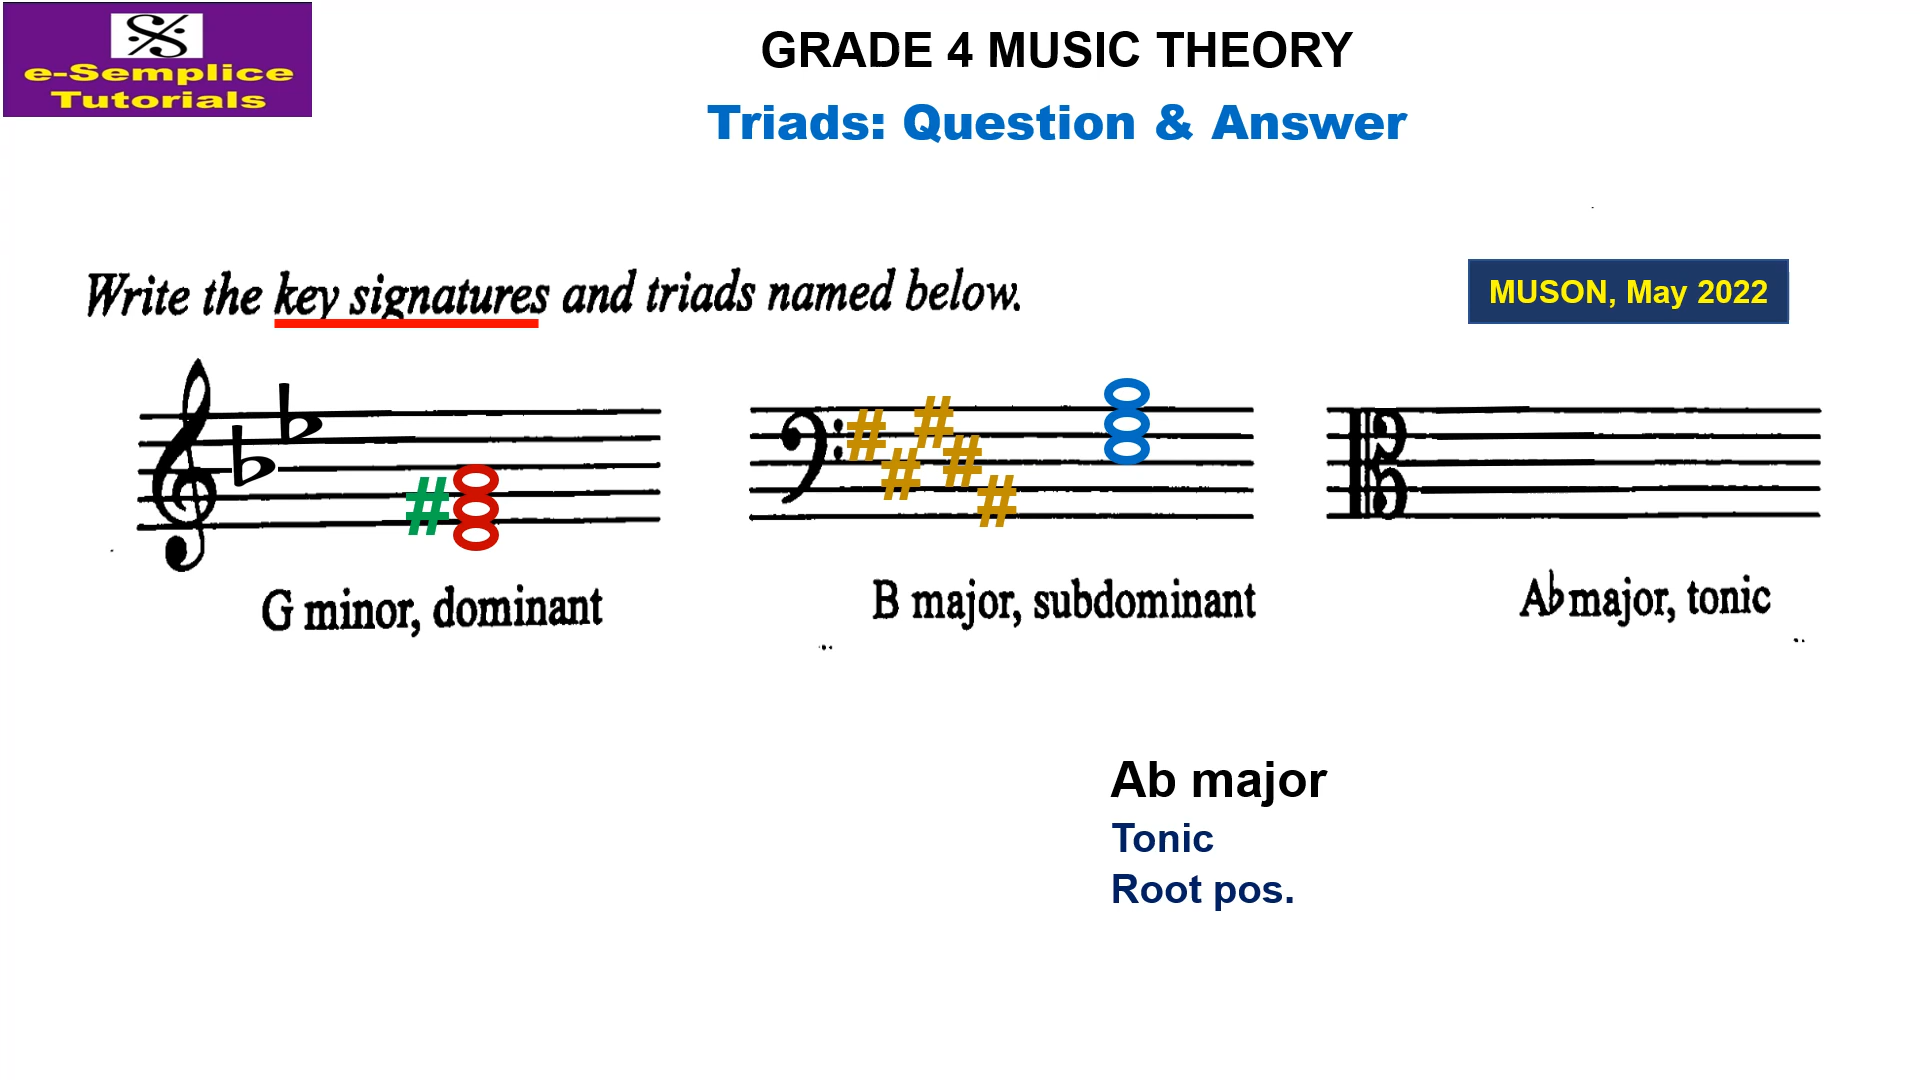 e-Semplice
Tutorials
GRADE 4 MUSIC THEORY
Triads: Question & Answer
Write the key signatures and triads named below.
MUSON, May 2022
G minor, dominant
B major, subdominant
A♭ major, tonic
Ab major
Tonic
Root pos.